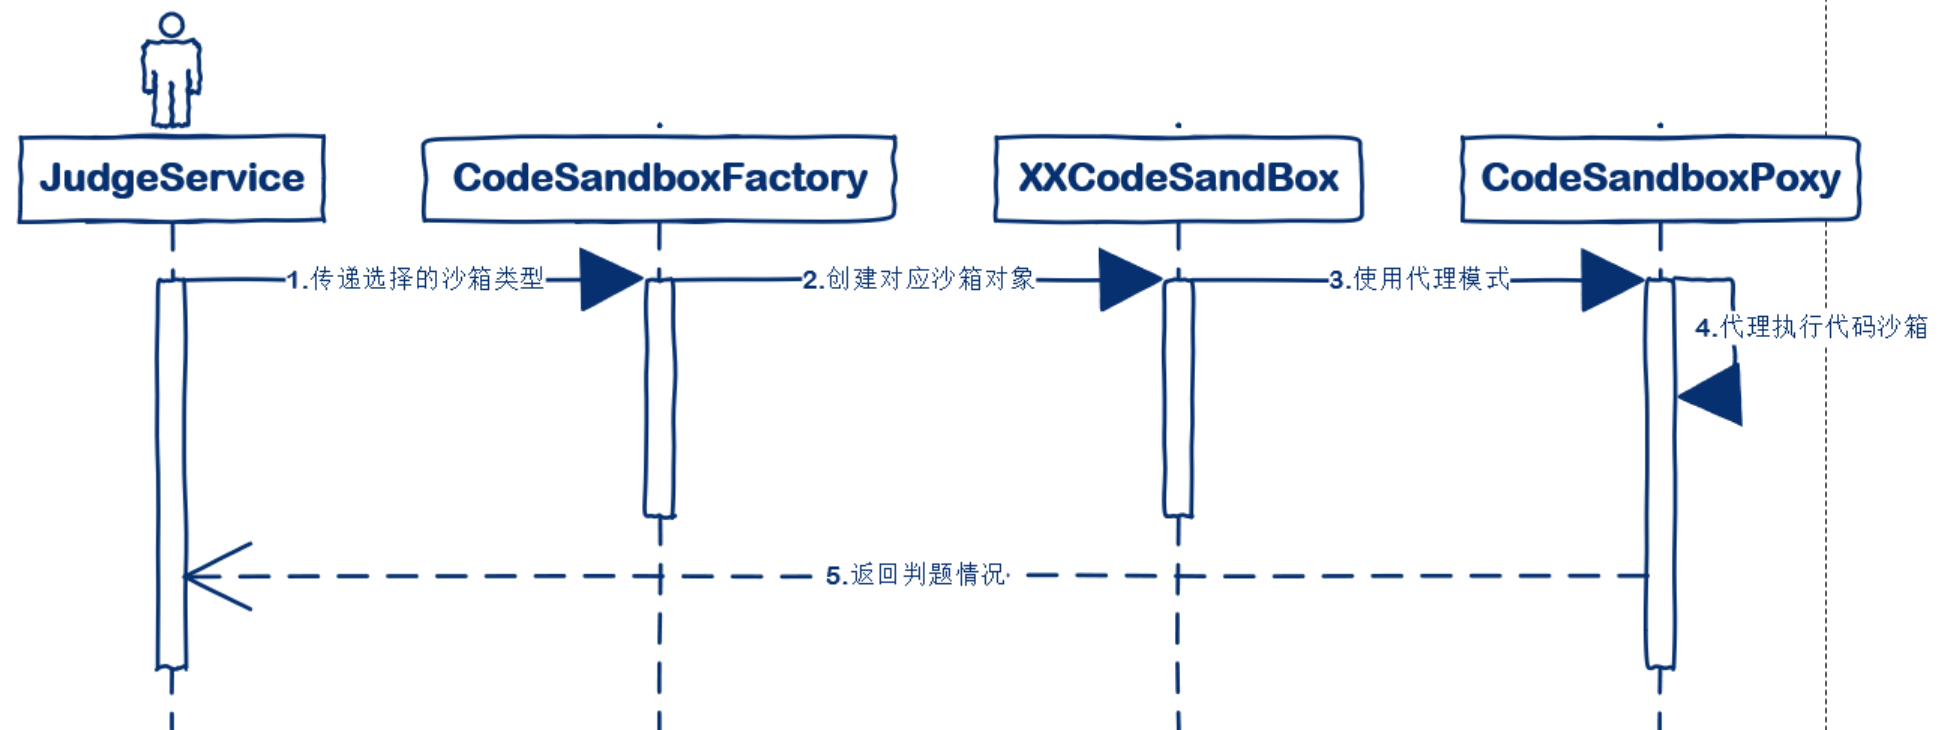 JudgeService
CodeSandboxFactory
XXCodeSandBox
CodeSandboxPoxy
1.传递选择的沙箱类型
2.创建对应沙箱对象
3.使用代理模式
4.代理执行代码沙箱
5.返回判题情况